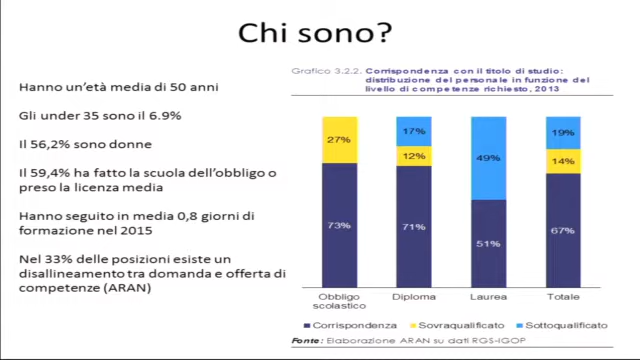 Chi sono?
Hanno un'età media di 50 anni
Gli under 35 sono il 6.9%
Il 56,2% sono donne
Il 59,4% ha fatto la scuola dell'obbligo o
preso la licenza media
Hanno seguito in media 0,8 giorni di
formazione nel 2015
Nel 33% delle posizioni esiste un
disallineamento tra domanda e offerta di
competenze (ARAN)
Grafico 3.2.2. Corrispondenza con il titolo di studio:
distribuzione del personale in funzione del
livello di competenze richiesto, 2013
27% 17% 49% 19%
12% 14%
73% 71% 51% 67%
Obbligo scolastico Diploma Laurea Totale
Corrispondenza Sovraqualificato Sottoqualificato
Fonte: Elaborazione ARAN su dati RGS-IGOP